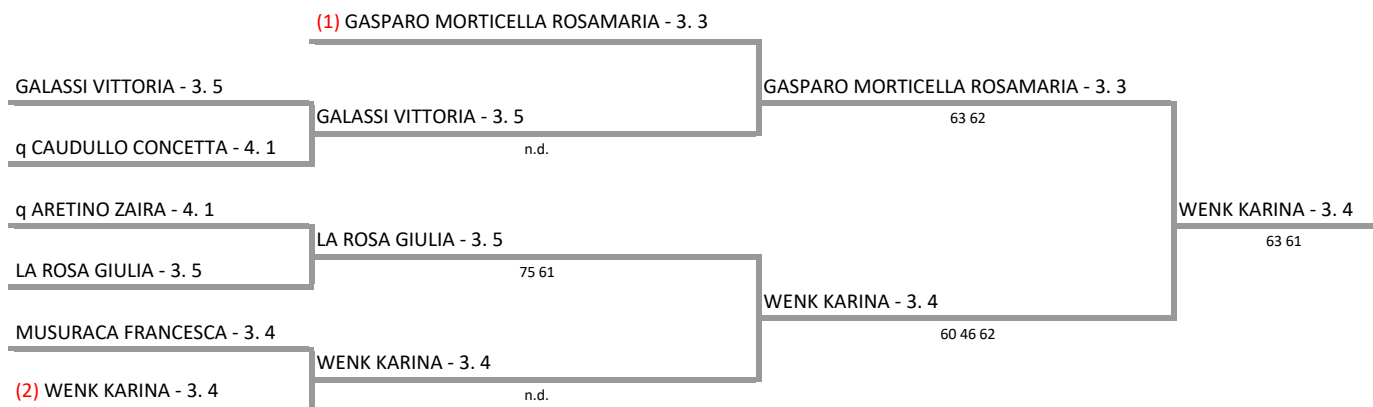 (1) GASPARO MORTICELLA ROSAMARIA - 3. 3
GALASSI VITTORIA - 3. 5
GASPARO MORTICELLA ROSAMARIA - 3. 3
GALASSI VITTORIA - 3. 5
63 62
q CAUDULLO CONCETTA - 4. 1
n.d.
q ARETINO ZAIRA - 4. 1
WENK KARINA - 3. 4
LA ROSA GIULIA - 3. 5
63 61
LA ROSA GIULIA - 3. 5
75 61
WENK KARINA - 3. 4
MUSURACA FRANCESCA - 3. 4
60 46 62
WENK KARINA - 3. 4
(2) WENK KARINA - 3. 4
n.d.